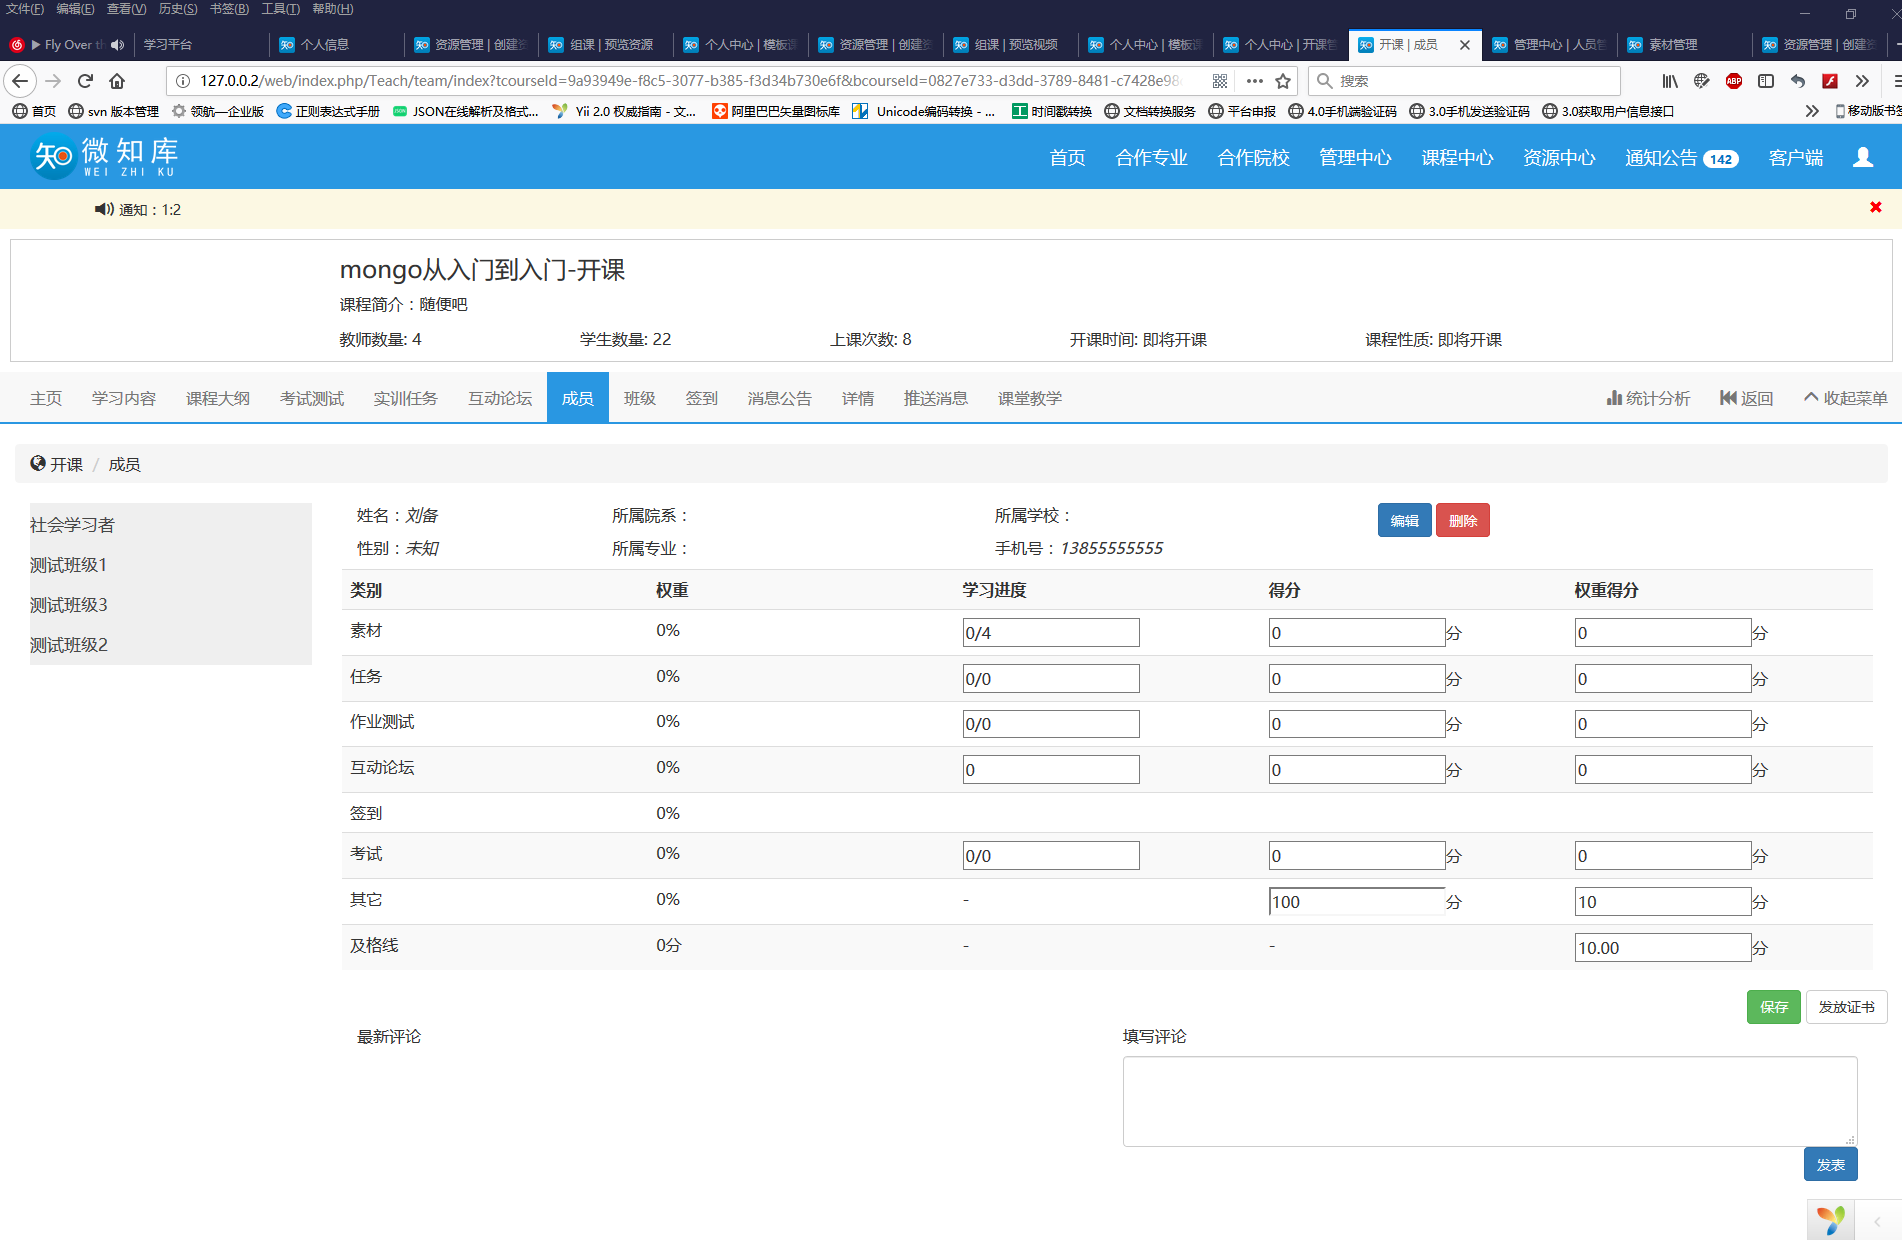 文件(F) 编辑(E) 查看(V) 历史(S) 书签(B) 工具(T) 帮助(H)
Fly Over th 学习平台 个人信息 资源管理 | 创建资 组课 | 预览资源 个人中心 | 模板课 资源管理 | 创建资 组课 | 预览视频 个人中心 | 模板课 个人中心 | 开课管 开课 | 成员 管理中心 | 人员管 素材管理 资源管理 | 创建资
127.0.0.2/web/index.php/Teach/team/index?tcourseId=9a93949e-f8c5-3077-b385-f3d34b730e6f&bcourseId=0827e733-d3dd-3789-8481-c7428e98 搜索 ABP
首页 svn 版本管理 领航—企业版 正则表达式手册 JSON在线解析及格式... Yii 2.0 权威指南 - 文... 阿里巴巴矢量图标库 Unicode编码转换 - ... 时间戳转换 文档转换服务 平台申报 4.0手机端验证码 3.0手机发送验证码 3.0获取用户信息接口 移动版书签
知 微知库 首页 合作专业 合作院校 管理中心 课程中心 资源中心 通知公告 142 客户端
WEI ZHI KU
通知：1:2
mongo从入门到入门-开课
课程简介：随便吧
教师数量: 4 学生数量: 22 上课次数: 8 开课时间: 即将开课 课程性质: 即将开课
主页 学习内容 课程大纲 考试测试 实训任务 互动论坛 成员 班级 签到 消息公告 详情 推送消息 课堂教学 统计分析 返回 收起菜单
开课 / 成员
社会学习者
测试班级1
测试班级3
测试班级2
姓名：刘备 所属院系： 所属学校： 编辑 删除
性别：未知 所属专业： 手机号：13855555555
类别 权重 学习进度 得分 权重得分
素材 0% 0/4 0分 0分
任务 0% 0/0 0分 0分
作业测试 0% 0/0 0分 0分
互动论坛 0% 0 0分 0分
签到 0%
考试 0% 0/0 0分 0分
其它 0% - 100分 10分
及格线 0分 - - 10.00分
保存 发放证书
最新评论 填写评论
发表